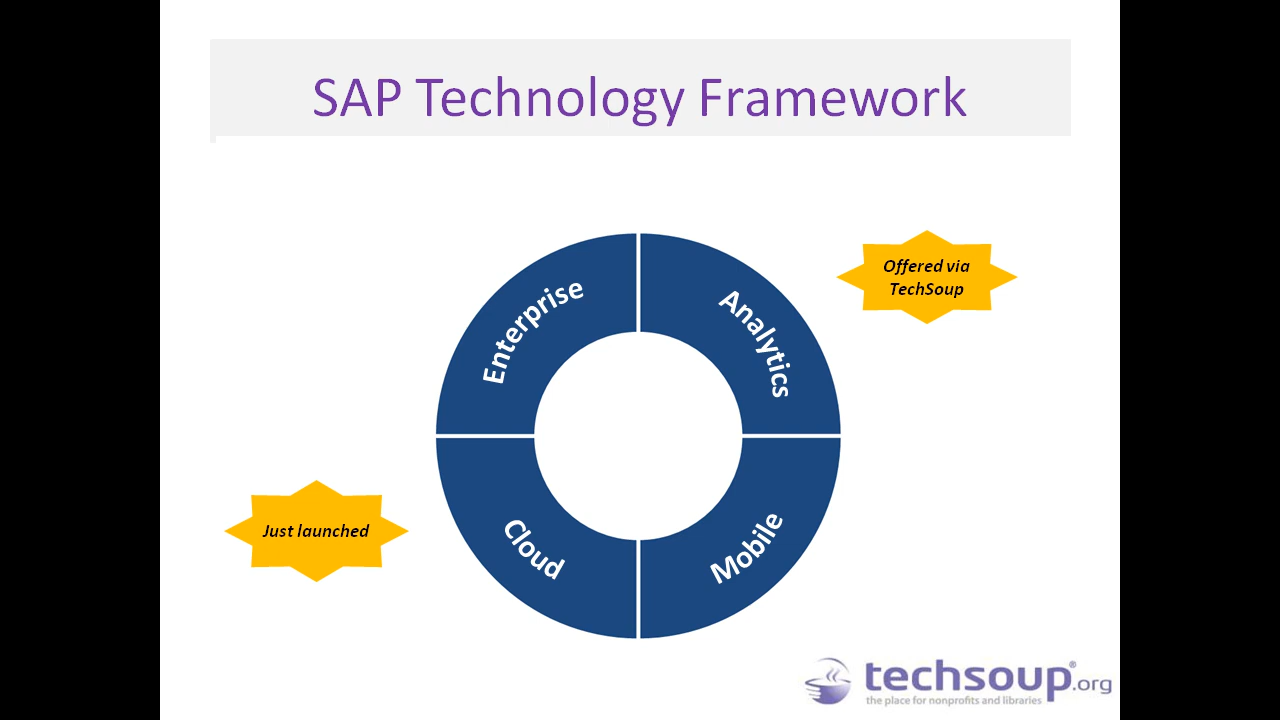 SAP Technology Framework
Enterprise
Analytics
Offered via
TechSoup
Just launched
Cloud
Mobile
techsoup®.org
the place for nonprofits and libraries